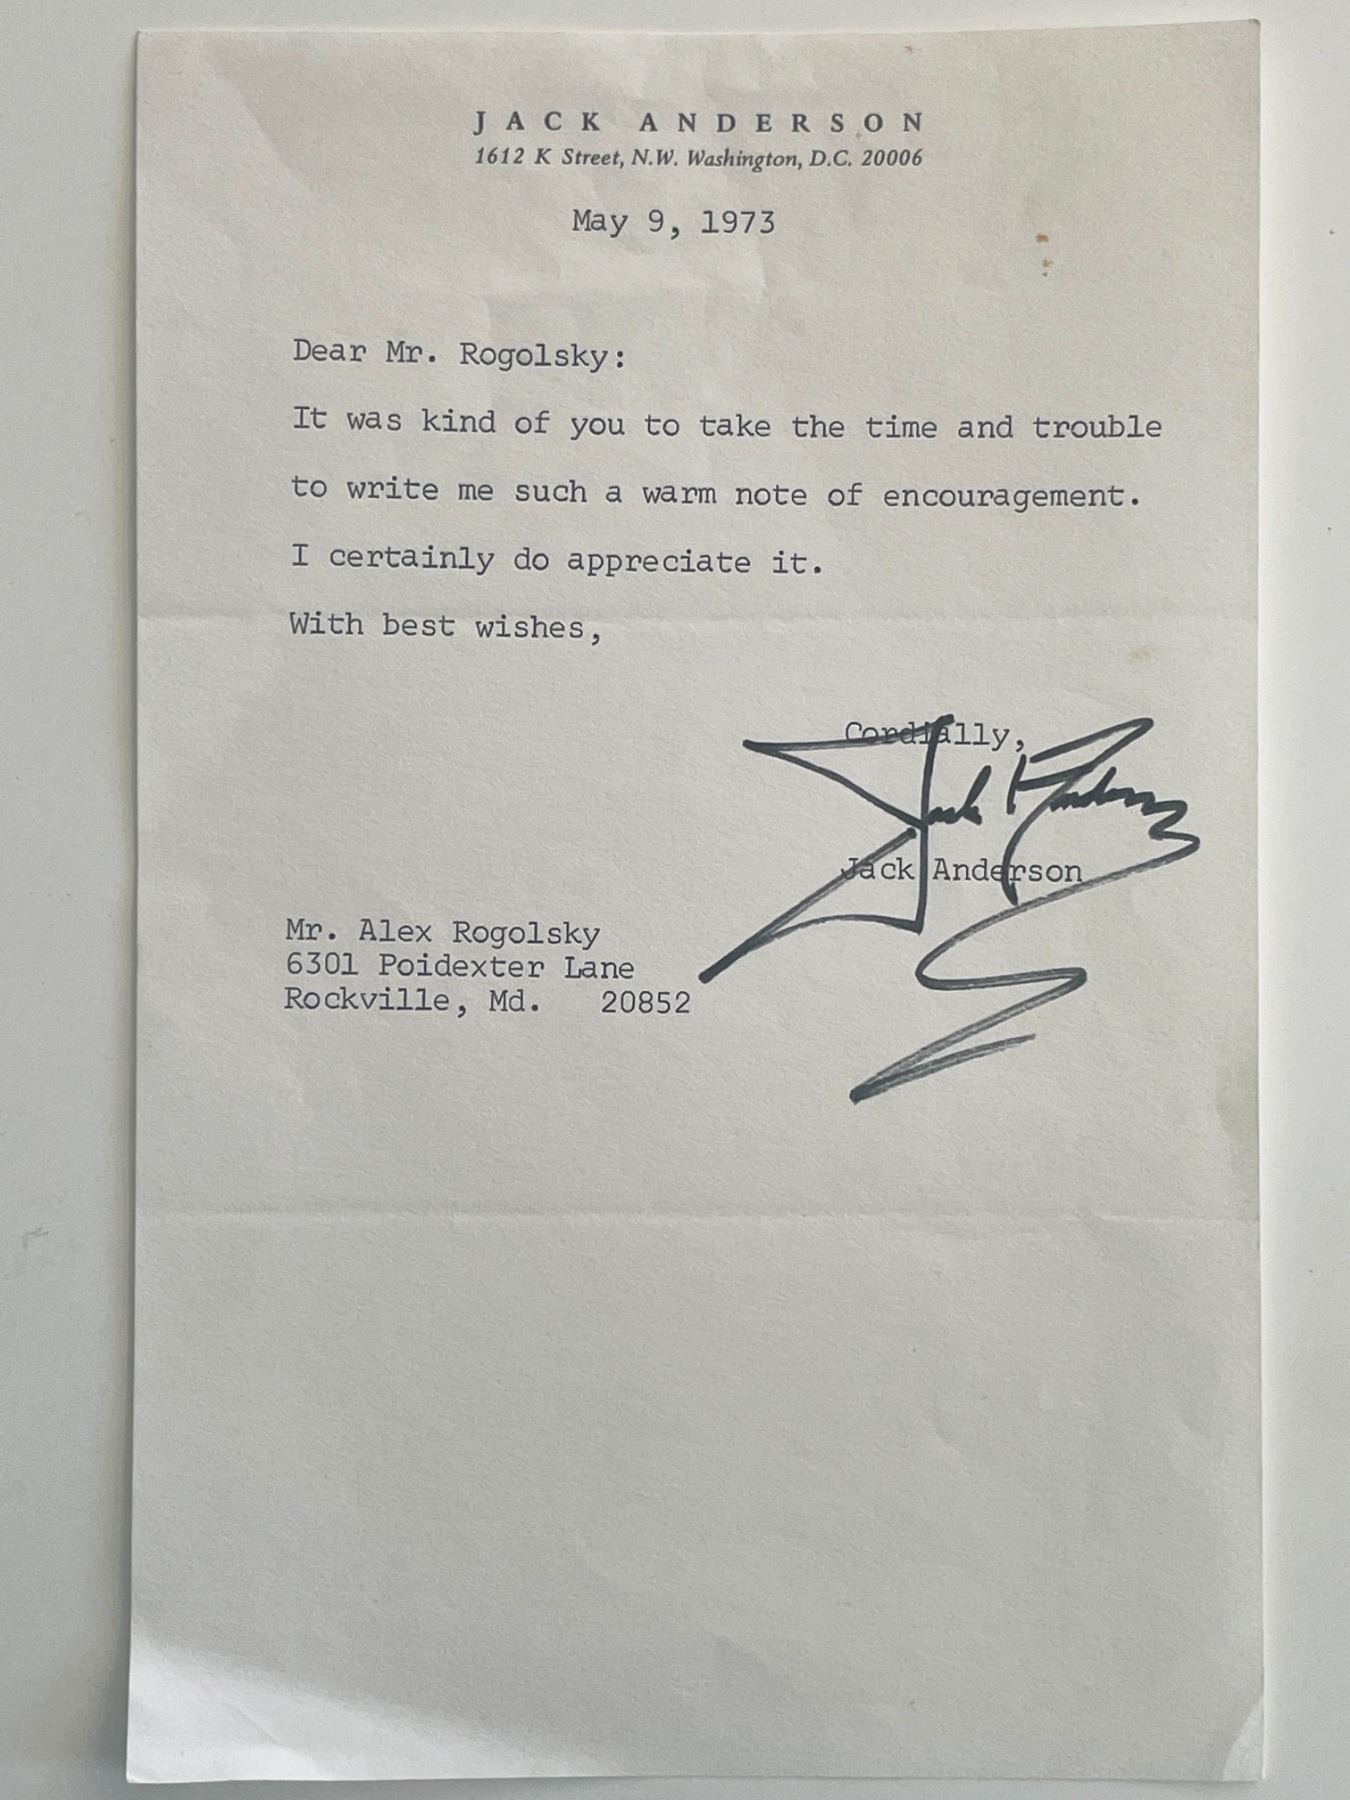 JACK ANDERSON
1612 K Street, N.W. Washington, D.C. 20006
May 9, 1973
Dear Mr. Rogolsky:
It was kind of you to take the time and trouble
to write me such a warm note of encouragement.
I certainly do appreciate it.
With best wishes,
Cordially,
Jack Anderson
Jack Anderson
Mr. Alex Rogolsky
6301 Poidexter Lane
Rockville, Md. 20852